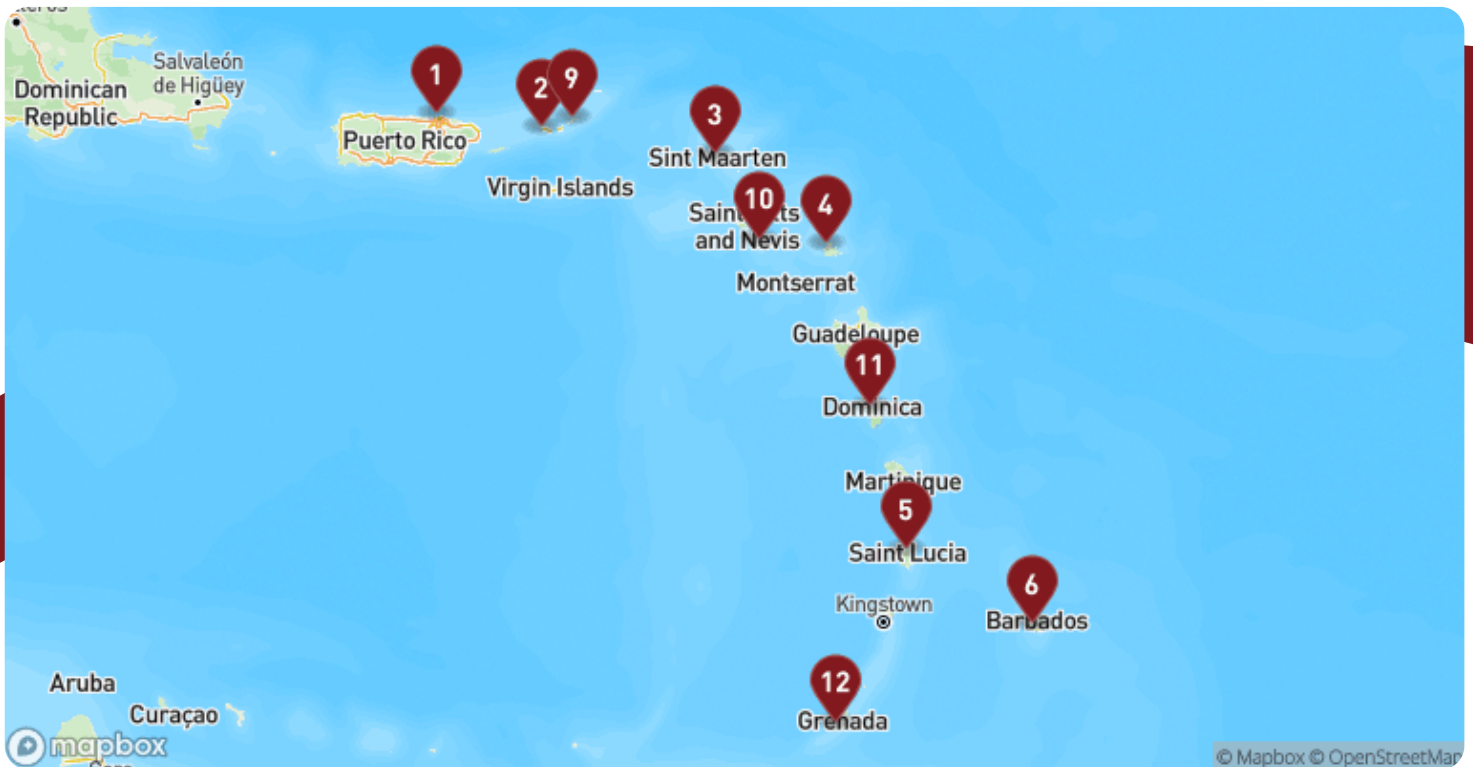 Salvaleón
de Higüey
Dominican
Republic
1
2
9
3
Puerto Rico
Sint Maarten
Virgin Islands
10
4
and Nevis
Montserrat
Guadeloupe
11
Dominica
Martinique
5
Saint Lucia
6
Kingstown
Barbados
12
Grenada
Aruba
Curaçao
mapbox
© Mapbox © OpenStreetMap